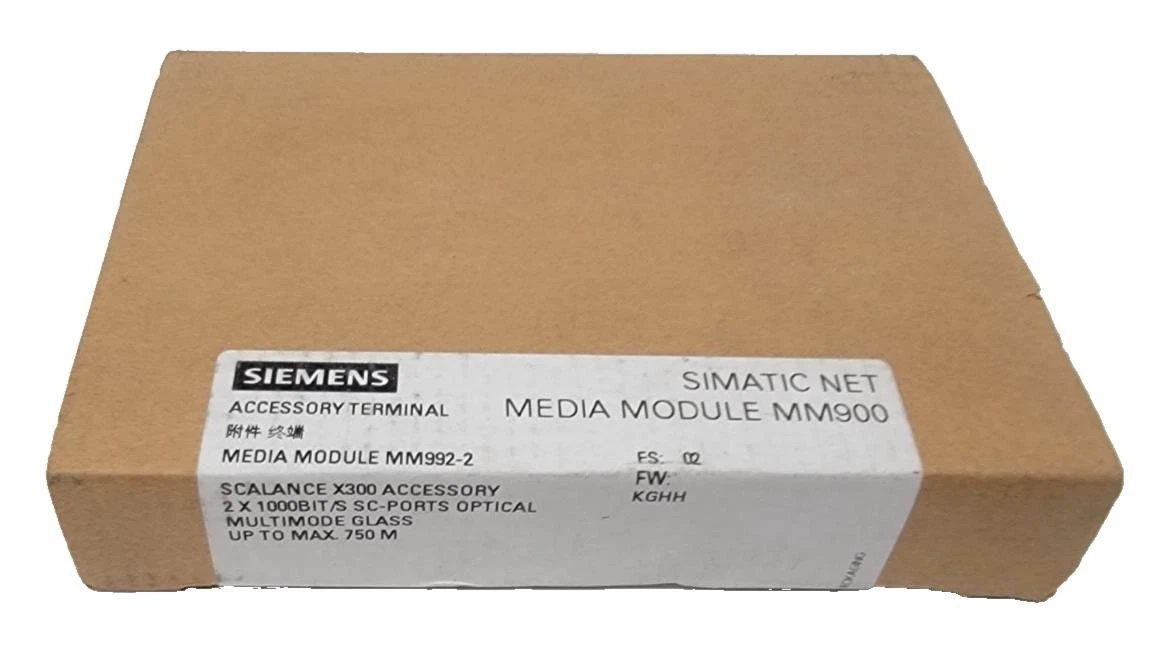 SIEMENS
SIMATIC NET
MEDIA MODULE MM900
ACCESSORY TERMINAL
附件 终端
MEDIA MODULE MM992-2
FS: 02
FW:
KGHH
SCALANCE X300 ACCESSORY
2 X 1000BIT/S SC-PORTS OPTICAL
MULTIMODE GLASS
UP TO MAX. 750 M